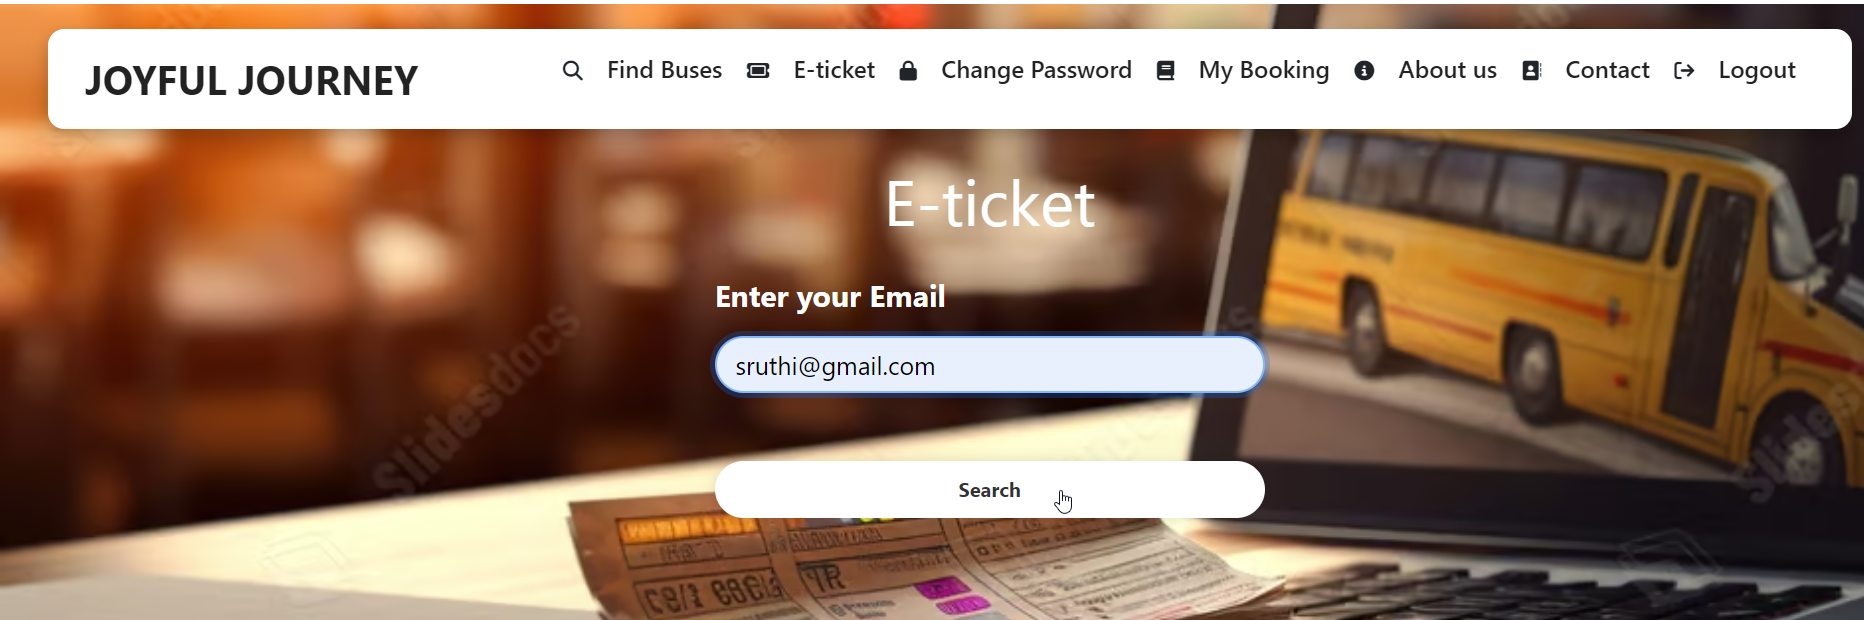 JOYFUL JOURNEY
Find Buses E-ticket Change Password My Booking About us Contact Logout
E-ticket
Enter your Email
sruthi@gmail.com
Search
Slidesdocs